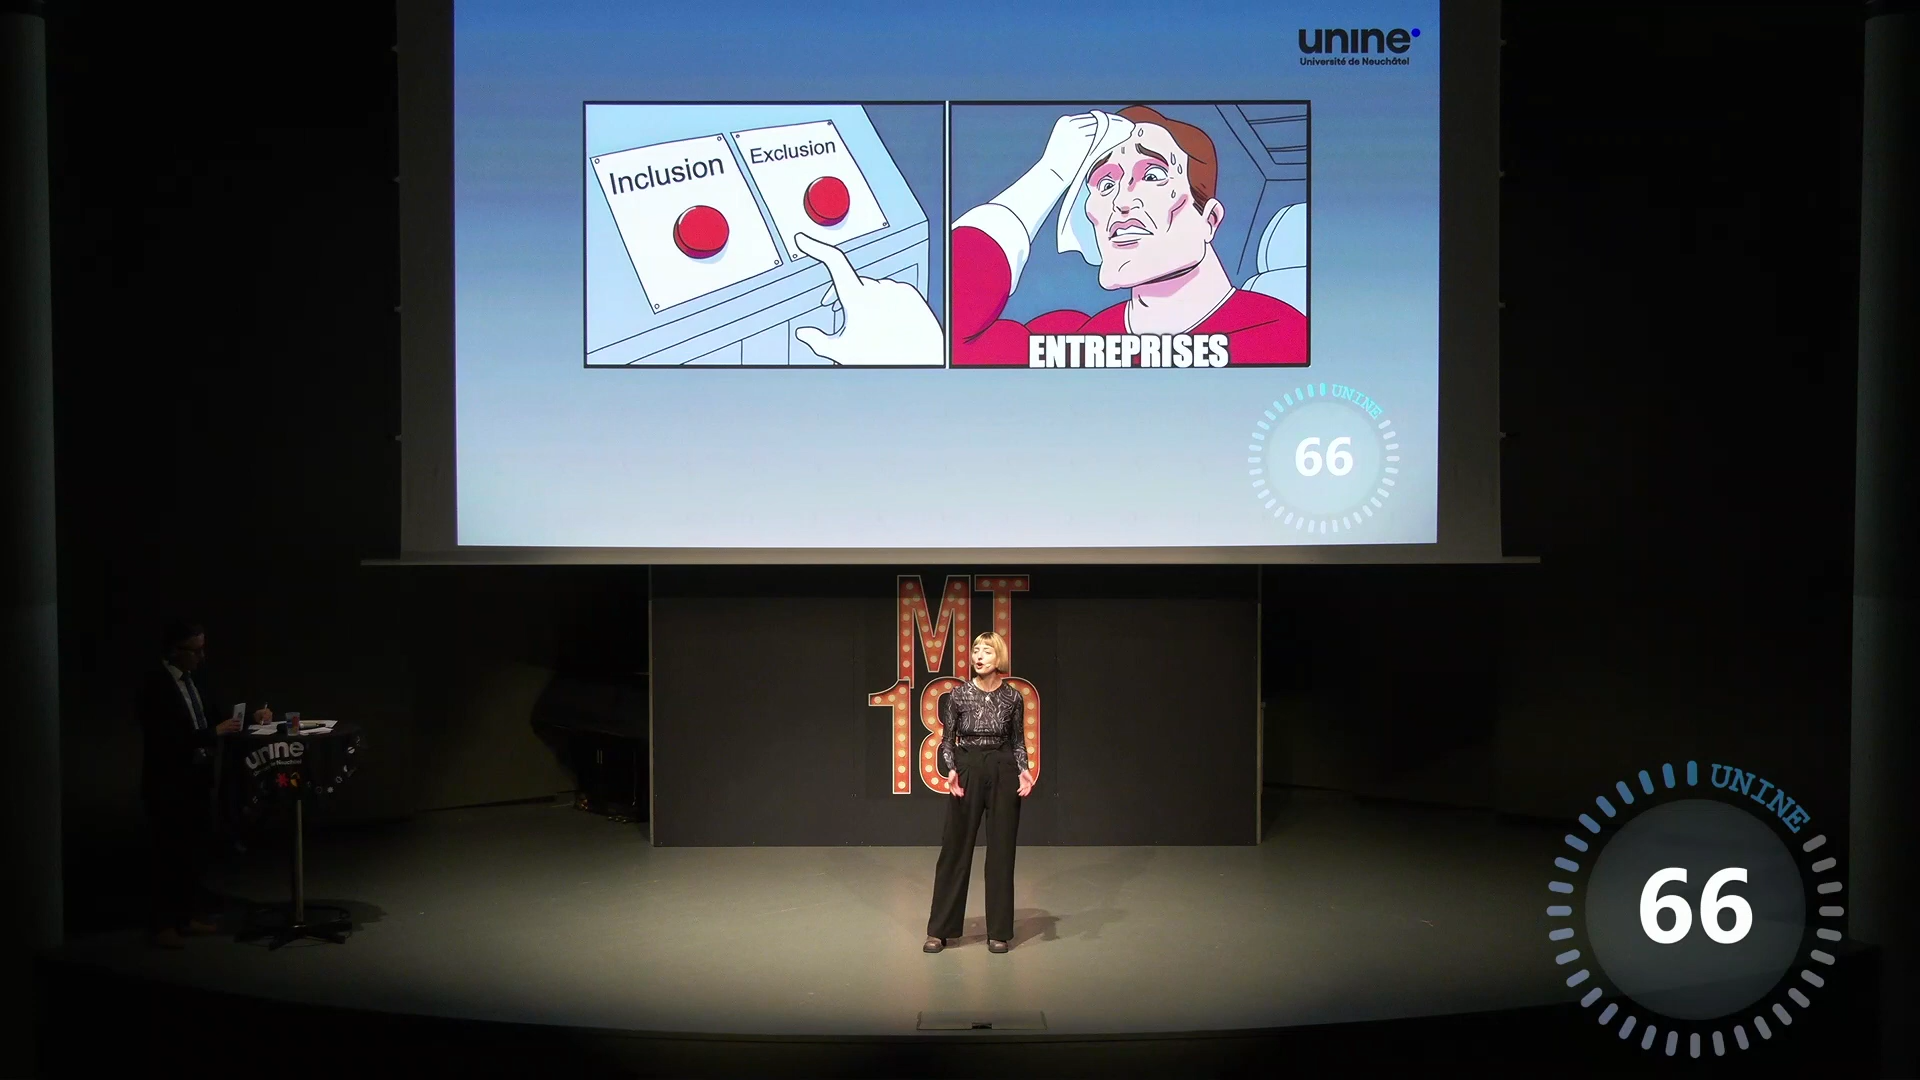 unine
Université de Neuchâtel
Inclusion
Exclusion
ENTREPRISES
UNINE
66
MT
180
unine
UNINE
66